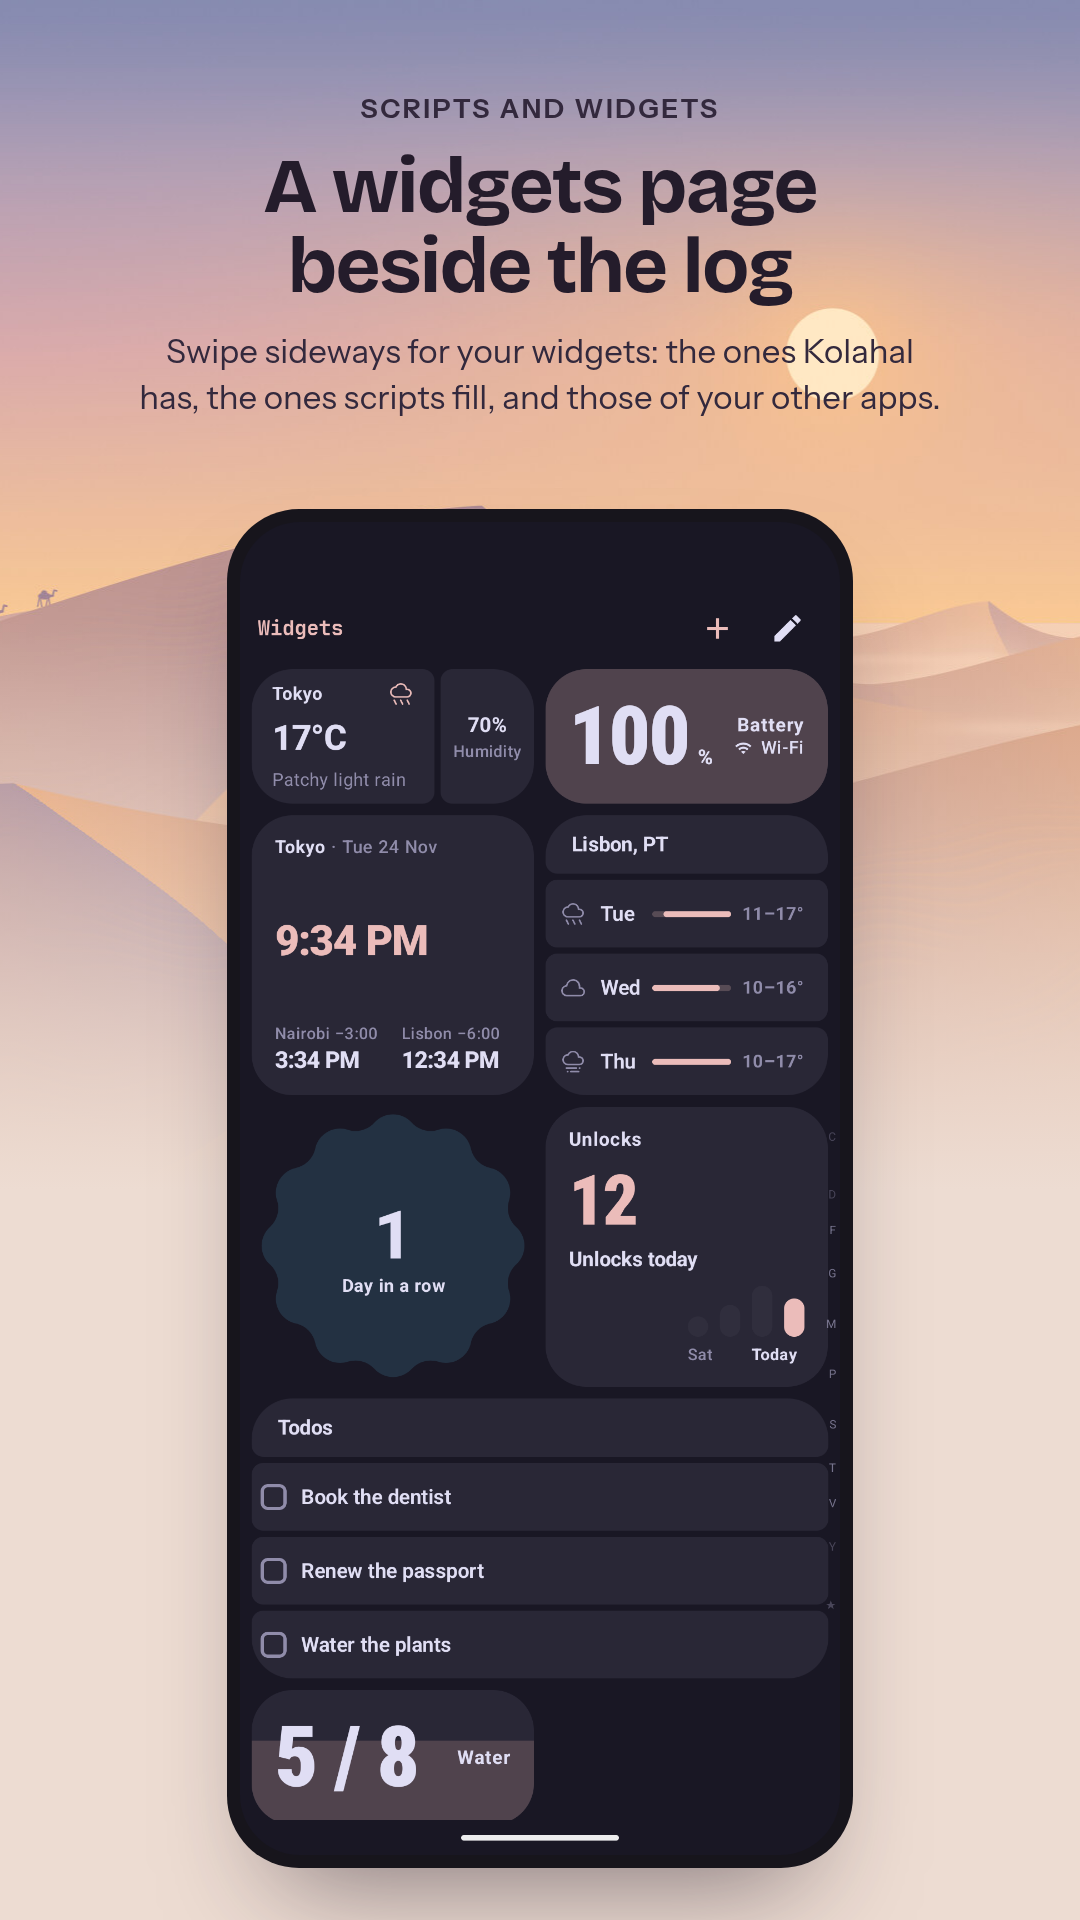 SCRIPTS AND WIDGETS
A widgets page
beside the log
Swipe sideways for your widgets: the ones Kolahal
has, the ones scripts fill, and those of your other apps.
Widgets
Tokyo
17°C
Patchy light rain
70%
Humidity
100 %
Battery
Wi-Fi
Tokyo · Tue 24 Nov
9:34 PM
Nairobi −3:00
3:34 PM
Lisbon −6:00
12:34 PM
Lisbon, PT
Tue 11–17°
Wed 10–16°
Thu 10–17°
1
Day in a row
Unlocks
12
Unlocks today
Sat
Today
C
D
F
G
M
P
S
T
V
Y
★
Todos
Book the dentist
Renew the passport
Water the plants
5 / 8
Water